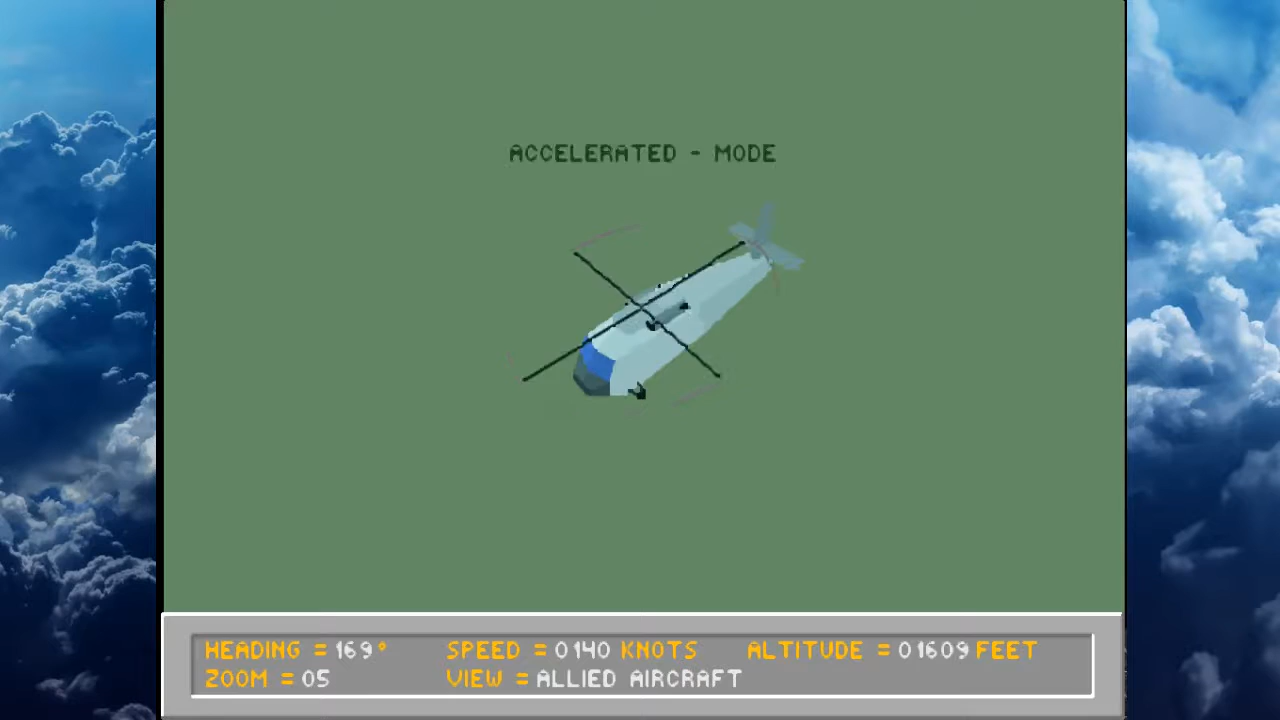 ACCELERATED - MODE
HEADING = 169° SPEED = 0140 KNOTS ALTITUDE = 01609 FEET
ZOOM = 05 VIEW = ALLIED AIRCRAFT